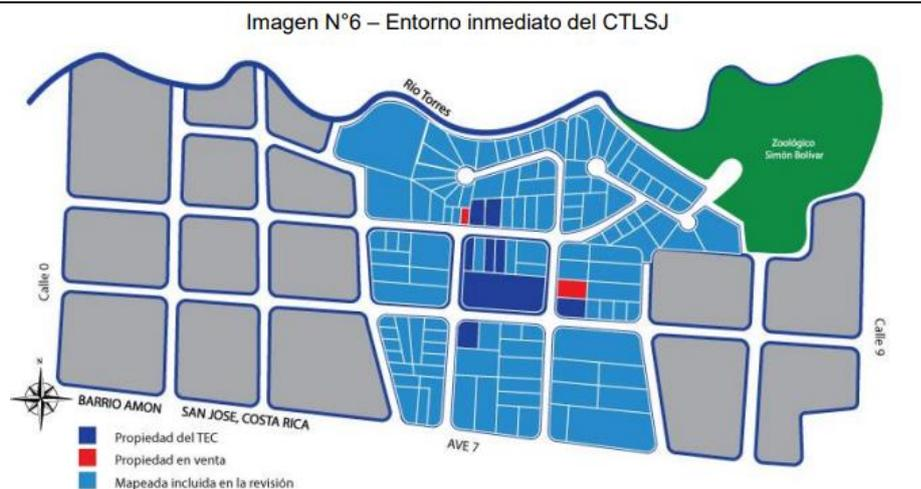 Imagen N°6 – Entorno inmediato del CTLSJ
Río Torres
Zoológico
Simón Bolívar
Calle 0
Calle 9
N
BARRIO AMON
SAN JOSE, COSTA RICA
AVE 7
Propiedad del TEC
Propiedad en venta
Mapeada incluida en la revisión